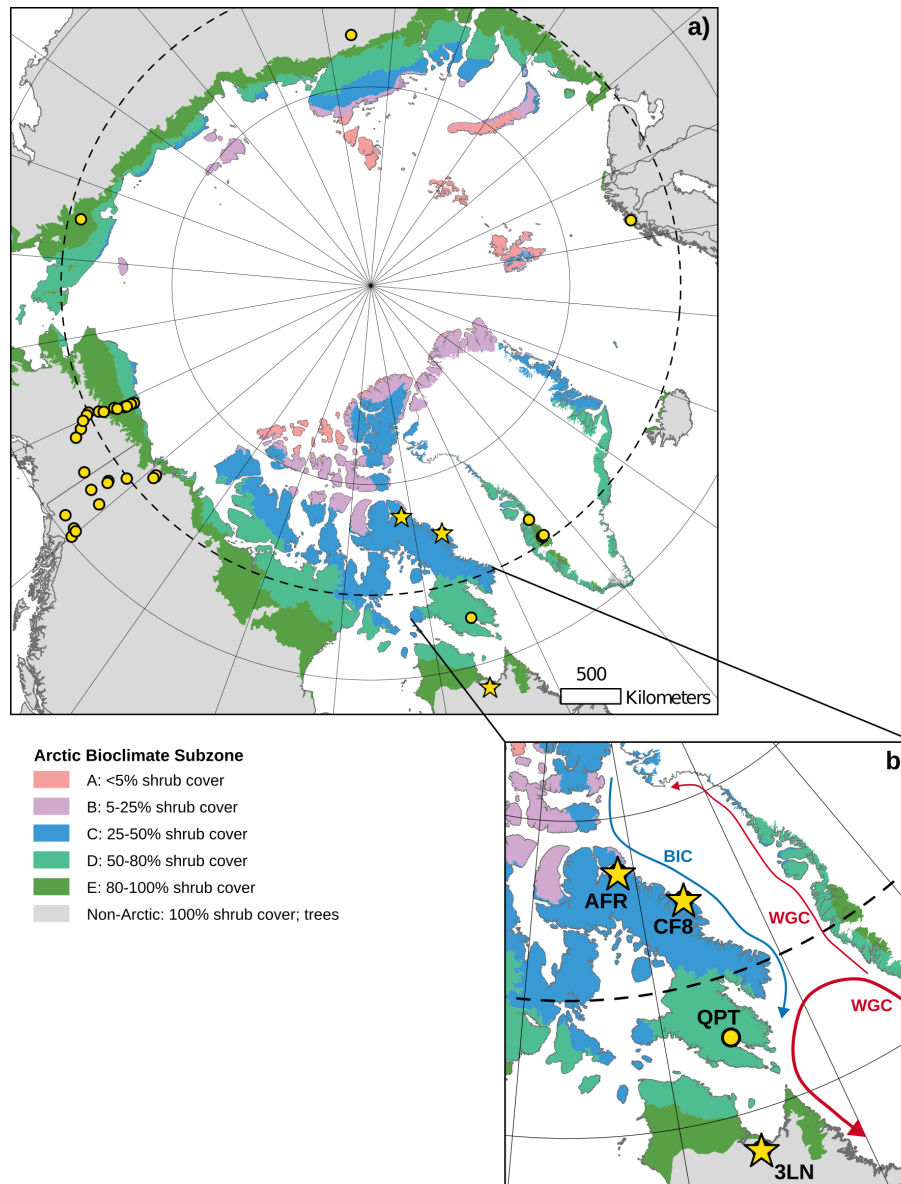 a)
500
Kilometers
Arctic Bioclimate Subzone
A: <5% shrub cover
B: 5-25% shrub cover
C: 25-50% shrub cover
D: 50-80% shrub cover
E: 80-100% shrub cover
Non-Arctic: 100% shrub cover; trees
b
BIC
AFR
CF8
WGC
WGC
QPT
3LN